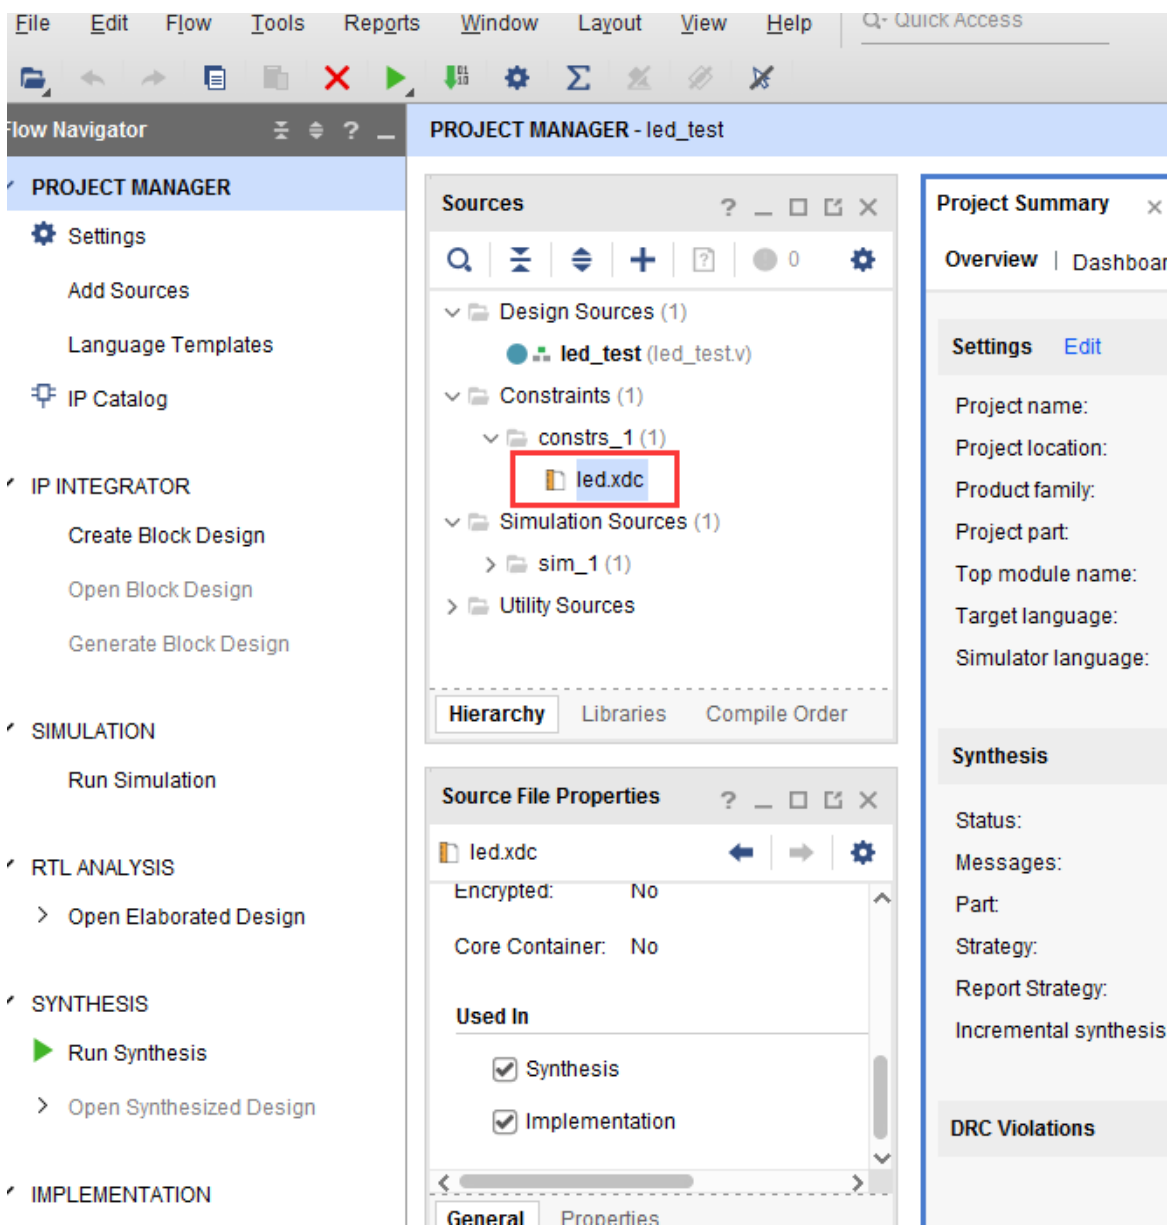 File Edit Flow Tools Reports Window Layout View Help Quick Access
Flow Navigator
PROJECT MANAGER
Settings
Add Sources
Language Templates
IP Catalog
IP INTEGRATOR
Create Block Design
Open Block Design
Generate Block Design
SIMULATION
Run Simulation
RTL ANALYSIS
Open Elaborated Design
SYNTHESIS
Run Synthesis
Open Synthesized Design
IMPLEMENTATION
PROJECT MANAGER - led_test
Sources
0
Design Sources (1)
led_test (led_test.v)
Constraints (1)
constrs_1 (1)
led.xdc
Simulation Sources (1)
sim_1 (1)
Utility Sources
Hierarchy Libraries Compile Order
Source File Properties
led.xdc
Encrypted: No
Core Container: No
Used In
Synthesis
Implementation
General Properties
Project Summary
Overview | Dashboar
Settings Edit
Project name:
Project location:
Product family:
Project part:
Top module name:
Target language:
Simulator language:
Synthesis
Status:
Messages:
Part:
Strategy:
Report Strategy:
Incremental synthesis
DRC Violations